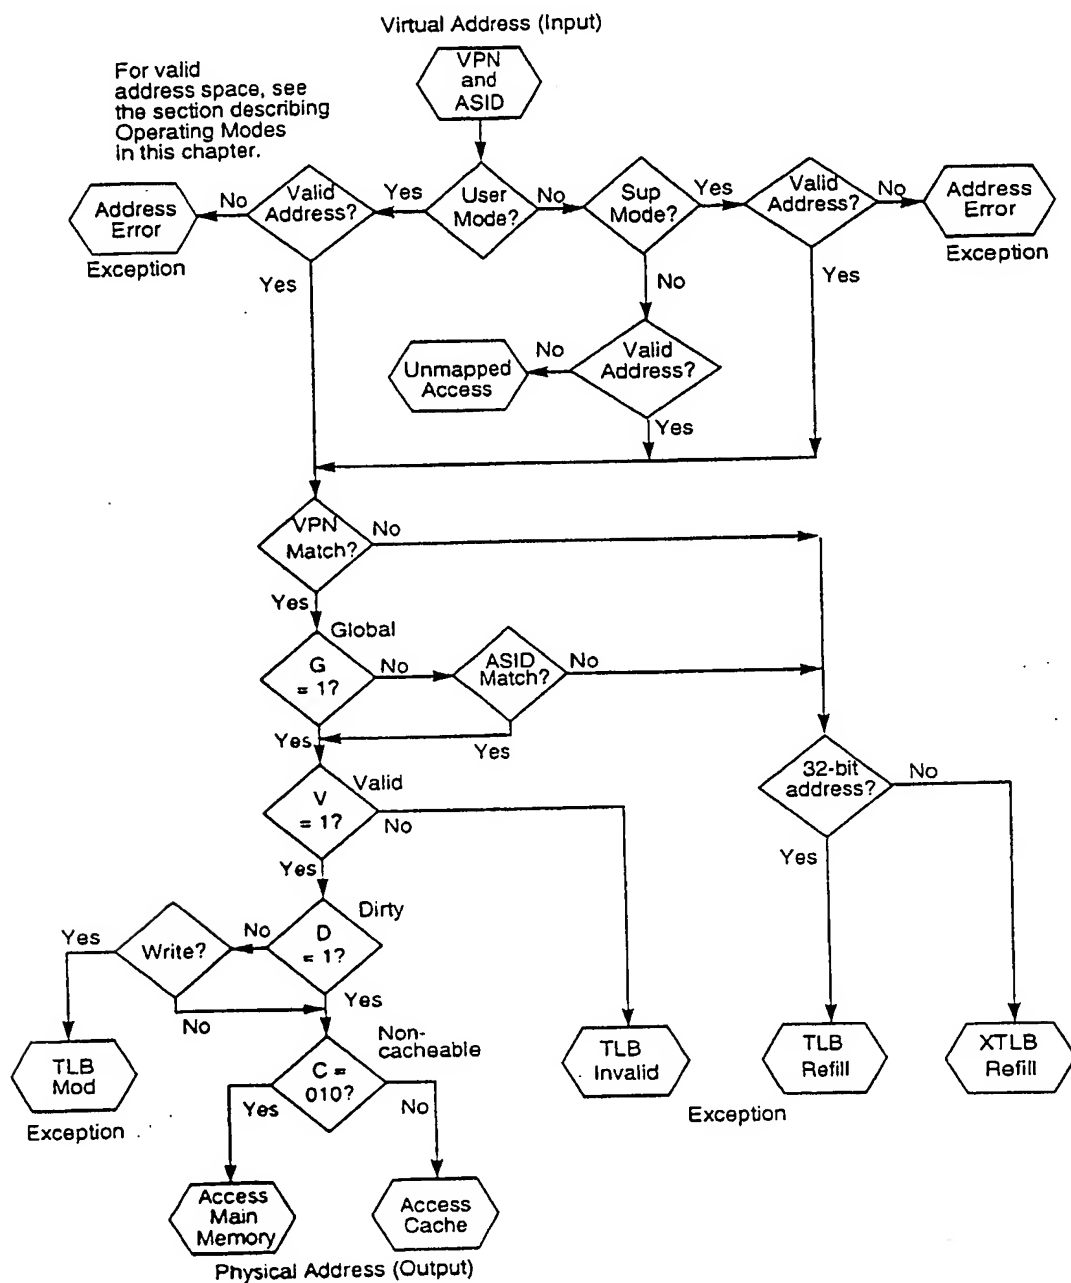 Virtual Address (Input)
VPN
and
ASID
For valid
address space, see
the section describing
Operating Modes
in this chapter.
Address
Error
Exception
No
Valid
Address?
Yes
Yes
User
Mode?
No
Sup
Mode?
Yes
No
Valid
Address?
Yes
No
Address
Error
Exception
Unmapped
Access
No
Valid
Address?
Yes
VPN
Match?
No
Yes
Global
G
= 1?
No
ASID
Match?
No
Yes
Yes
Valid
V
= 1?
No
Yes
32-bit
address?
No
Yes
Dirty
D
= 1?
No
Write?
Yes
No
Yes
Non-
cacheable
C =
010?
Yes
No
TLB
Mod
Exception
TLB
Invalid
TLB
Refill
XTLB
Refill
Exception
Access
Main
Memory
Access
Cache
Physical Address (Output)